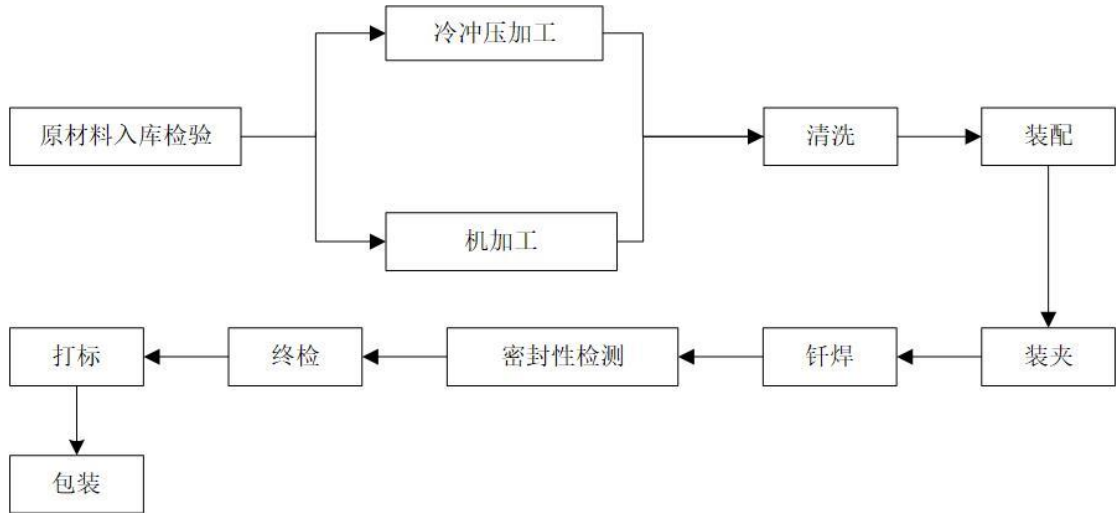 冷冲压加工
原材料入库检验
清洗
装配
机加工
打标
终检
密封性检测
钎焊
装夹
包装